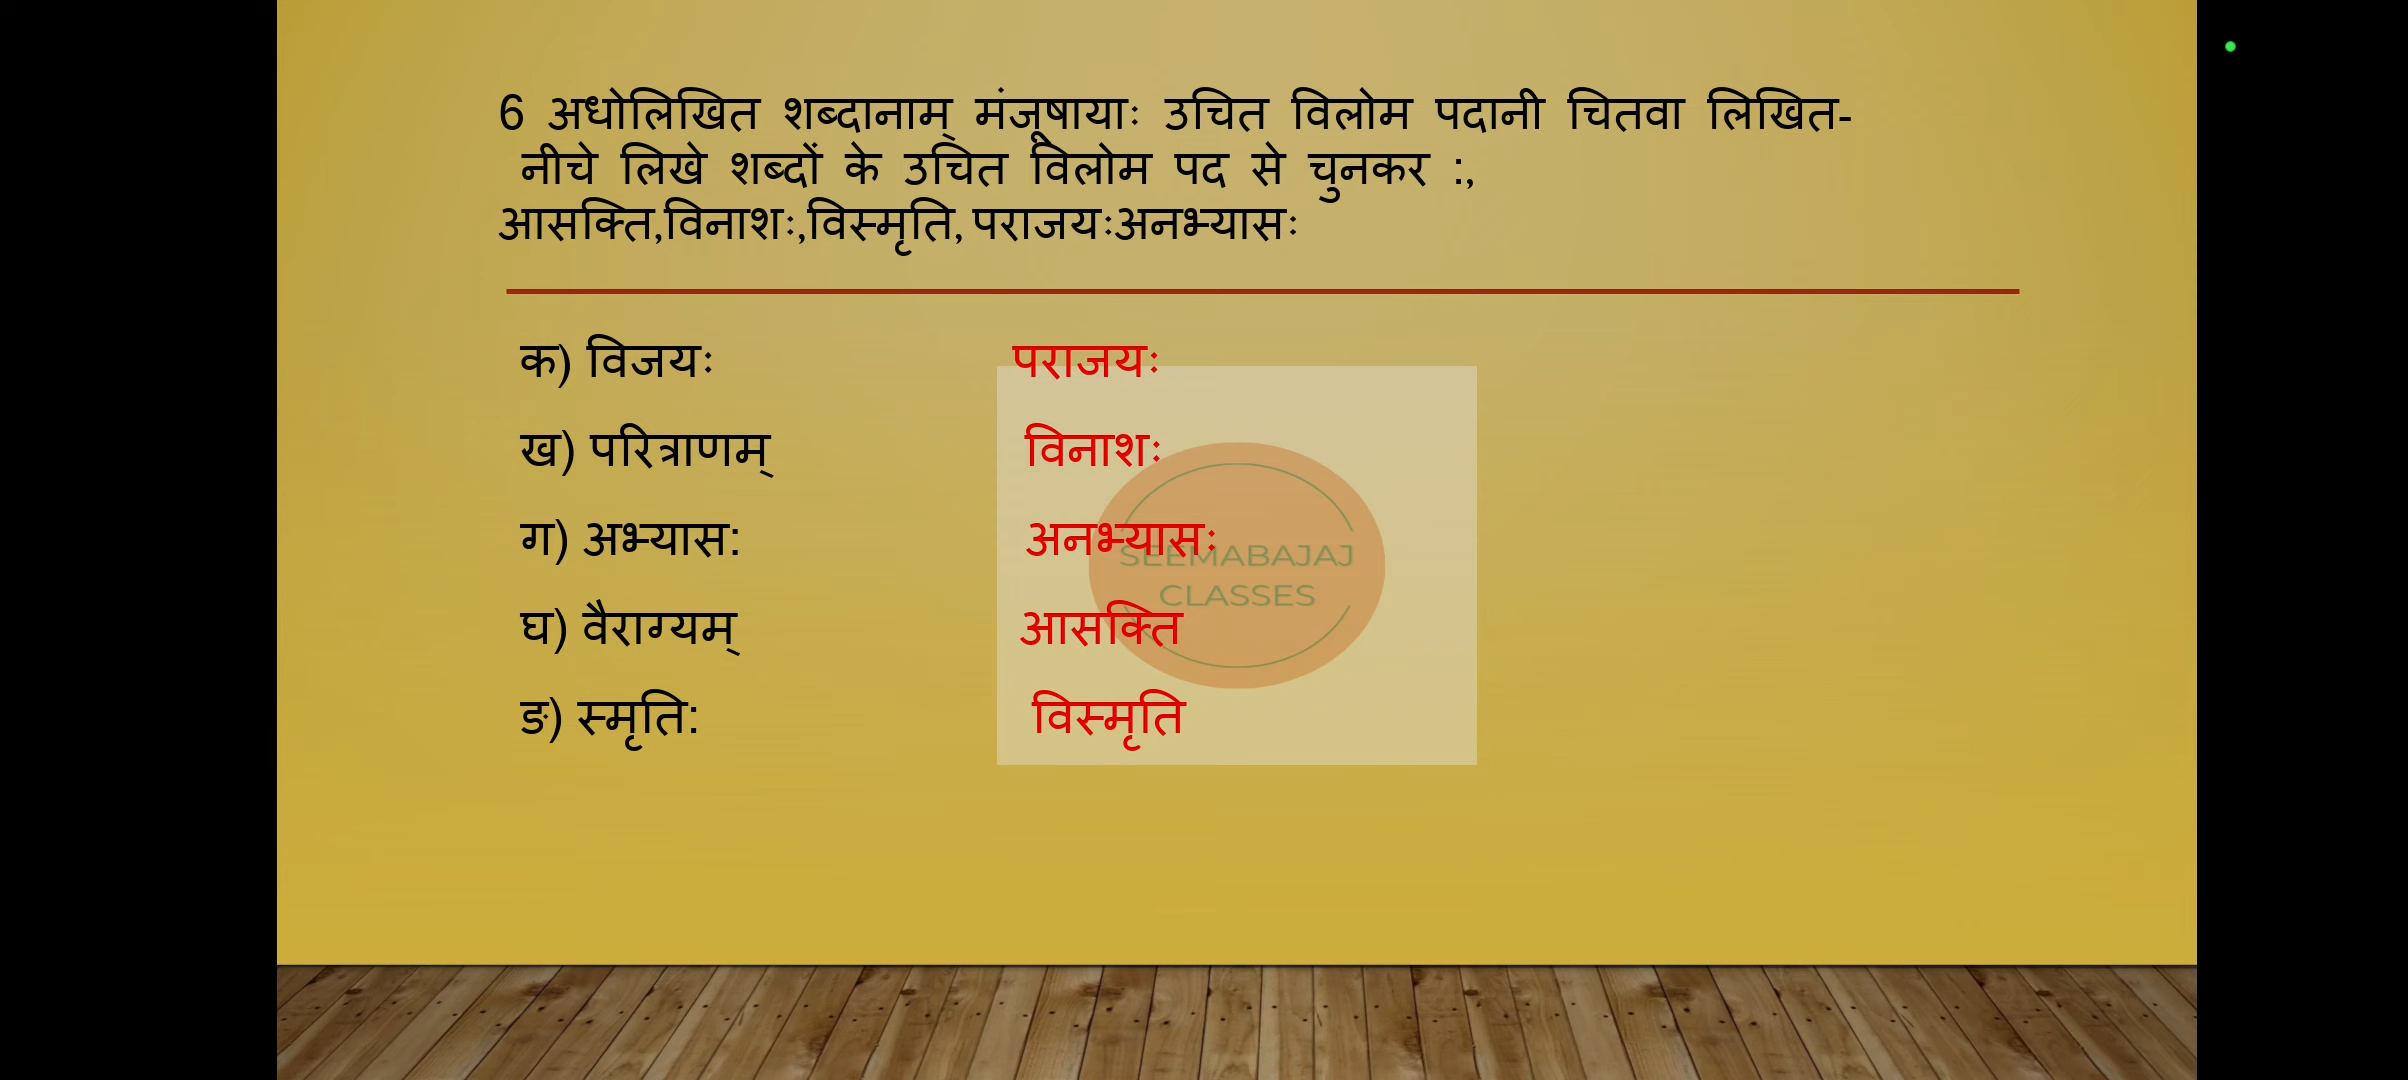 6 अधोलिखित शब्दानाम् मंजूषायाः उचित विलोम पदानी चितवा लिखित-
नीचे लिखे शब्दों के उचित विलोम पद से चुनकर :,
आसक्ति,विनाशः,विस्मृति, पराजयःअनभ्यासः
क) विजयः पराजयः
ख) परित्राणम् विनाशः
ग) अभ्यास: अनभ्यासः
SEEMABAJAJ
CLASSES
घ) वैराग्यम् आसक्ति
ङ) स्मृति: विस्मृति